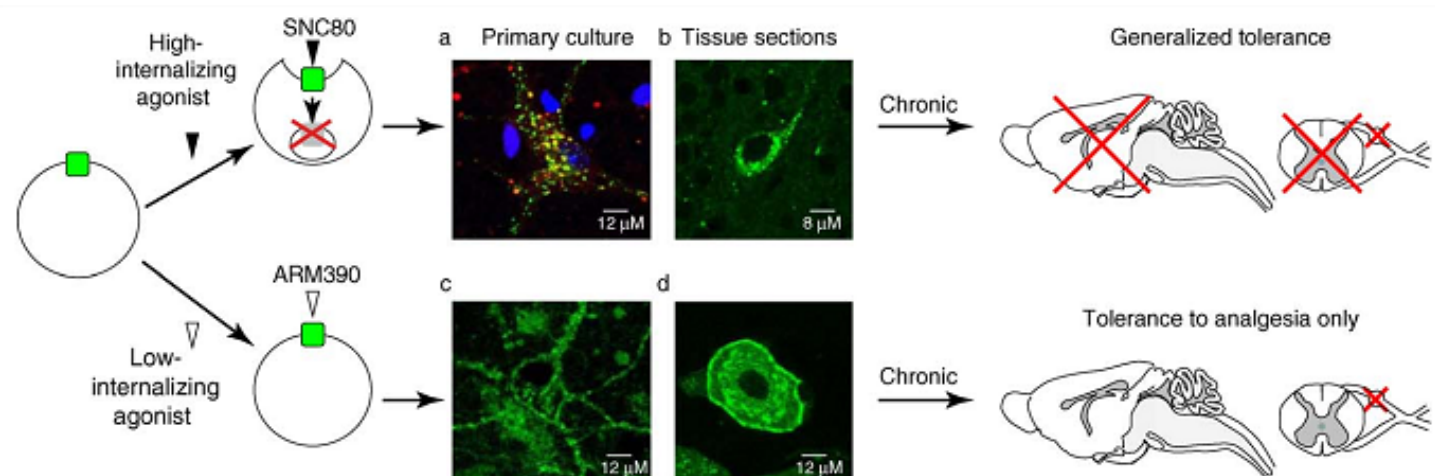 SNC80
High-
internalizing
agonist
a Primary culture
b Tissue sections
12 µM
8 µM
Chronic
Generalized tolerance
ARM390
Low-
internalizing
agonist
c
d
12 µM
12 µM
Chronic
Tolerance to analgesia only